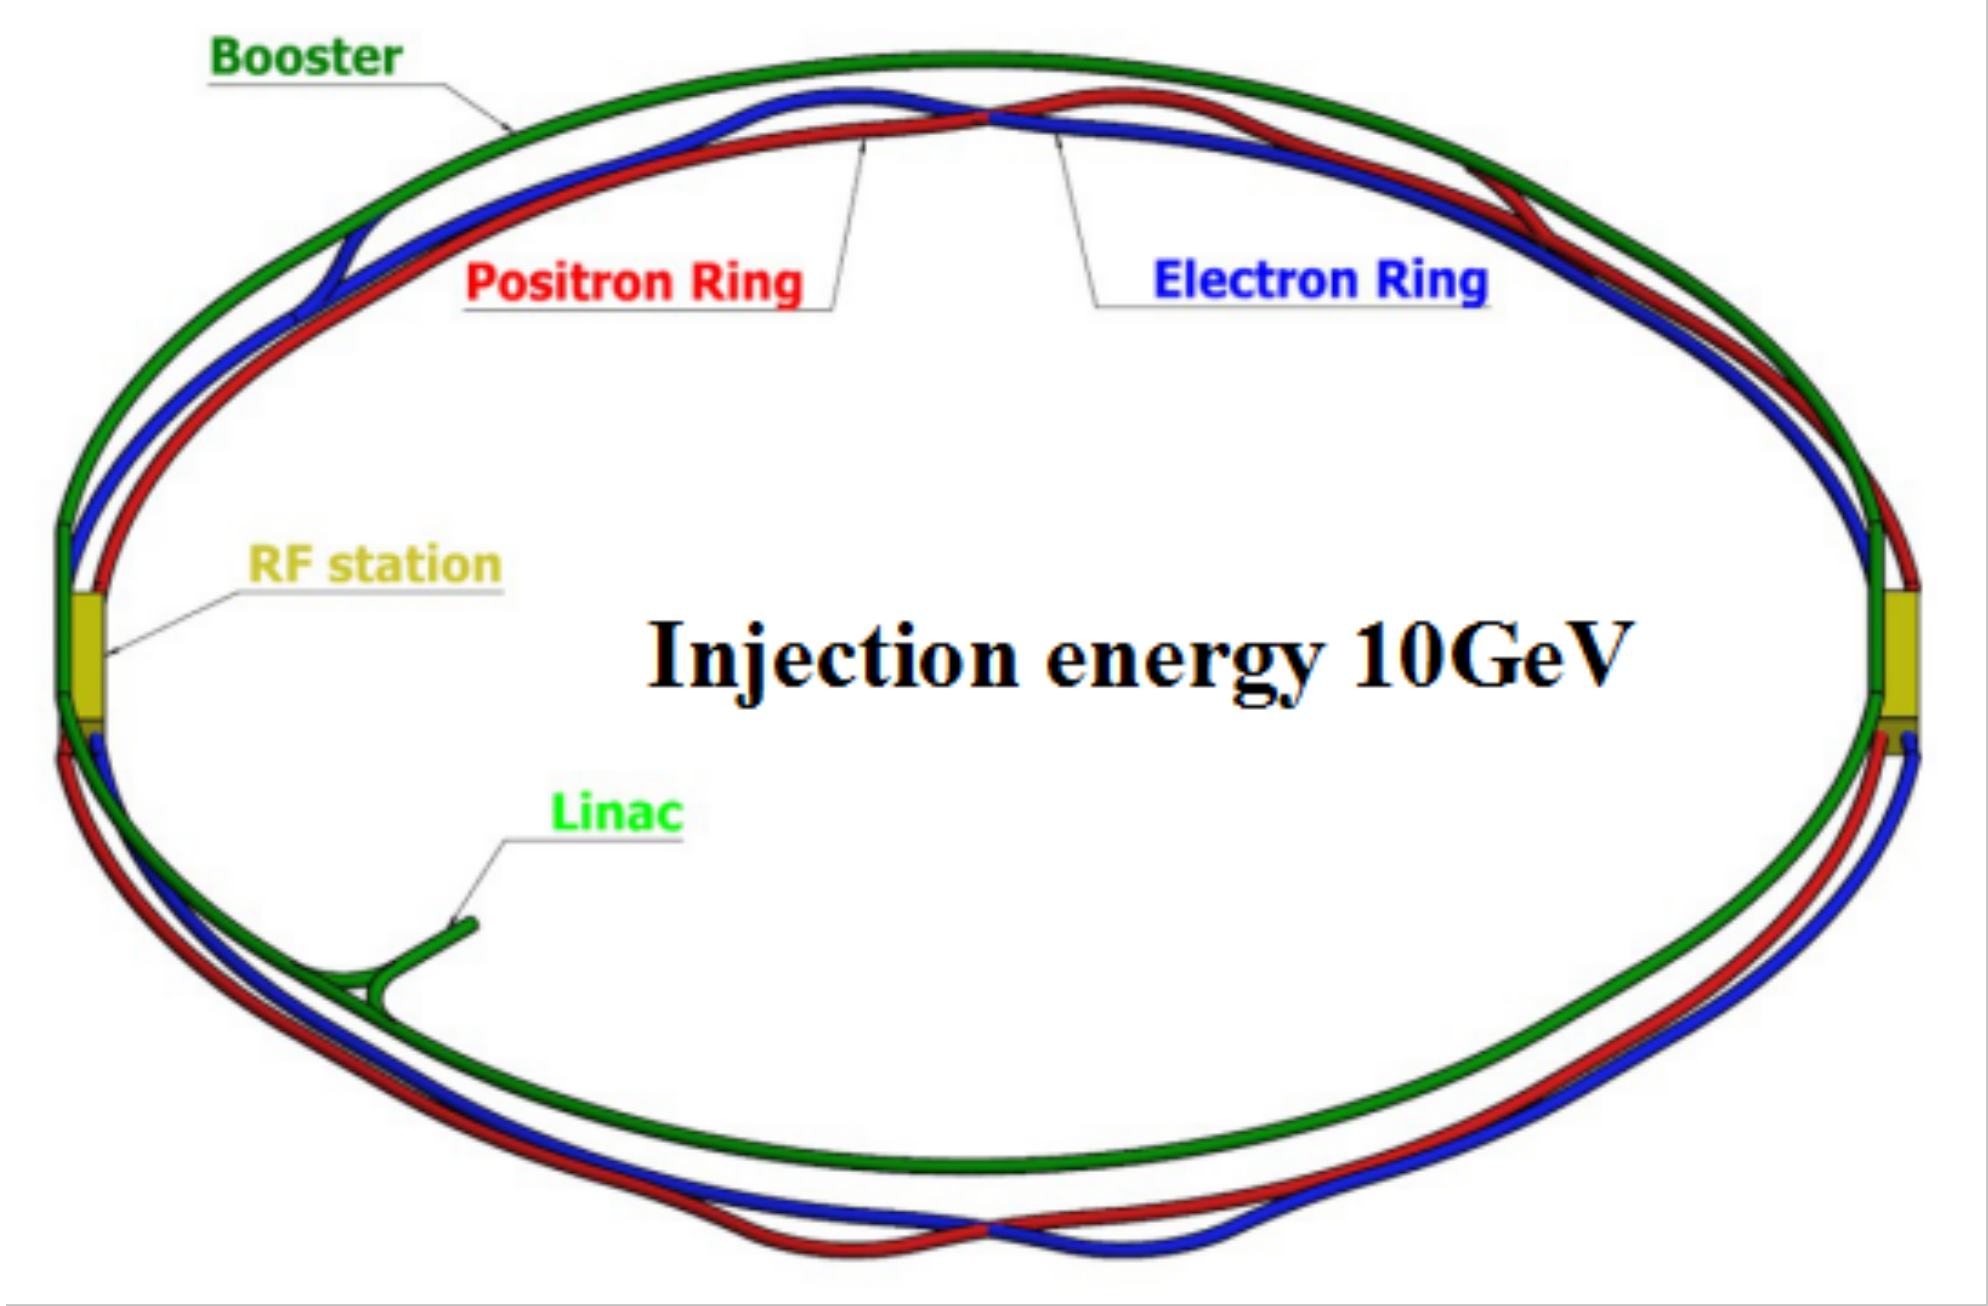 Booster
Positron Ring
Electron Ring
RF station
Injection energy 10GeV
Linac